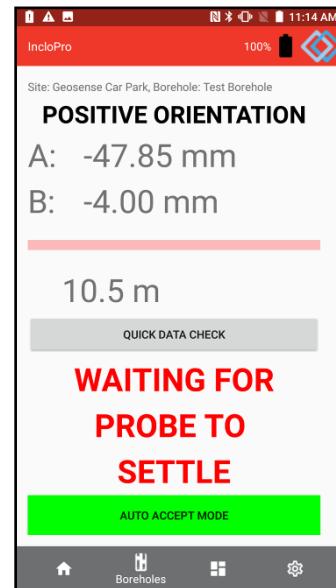 11:14 AM
IncloPro 100%
Site: Geosense Car Park, Borehole: Test Borehole
POSITIVE ORIENTATION
A: -47.85 mm
B: -4.00 mm
10.5 m
QUICK DATA CHECK
WAITING FOR
PROBE TO
SETTLE
AUTO ACCEPT MODE
Boreholes